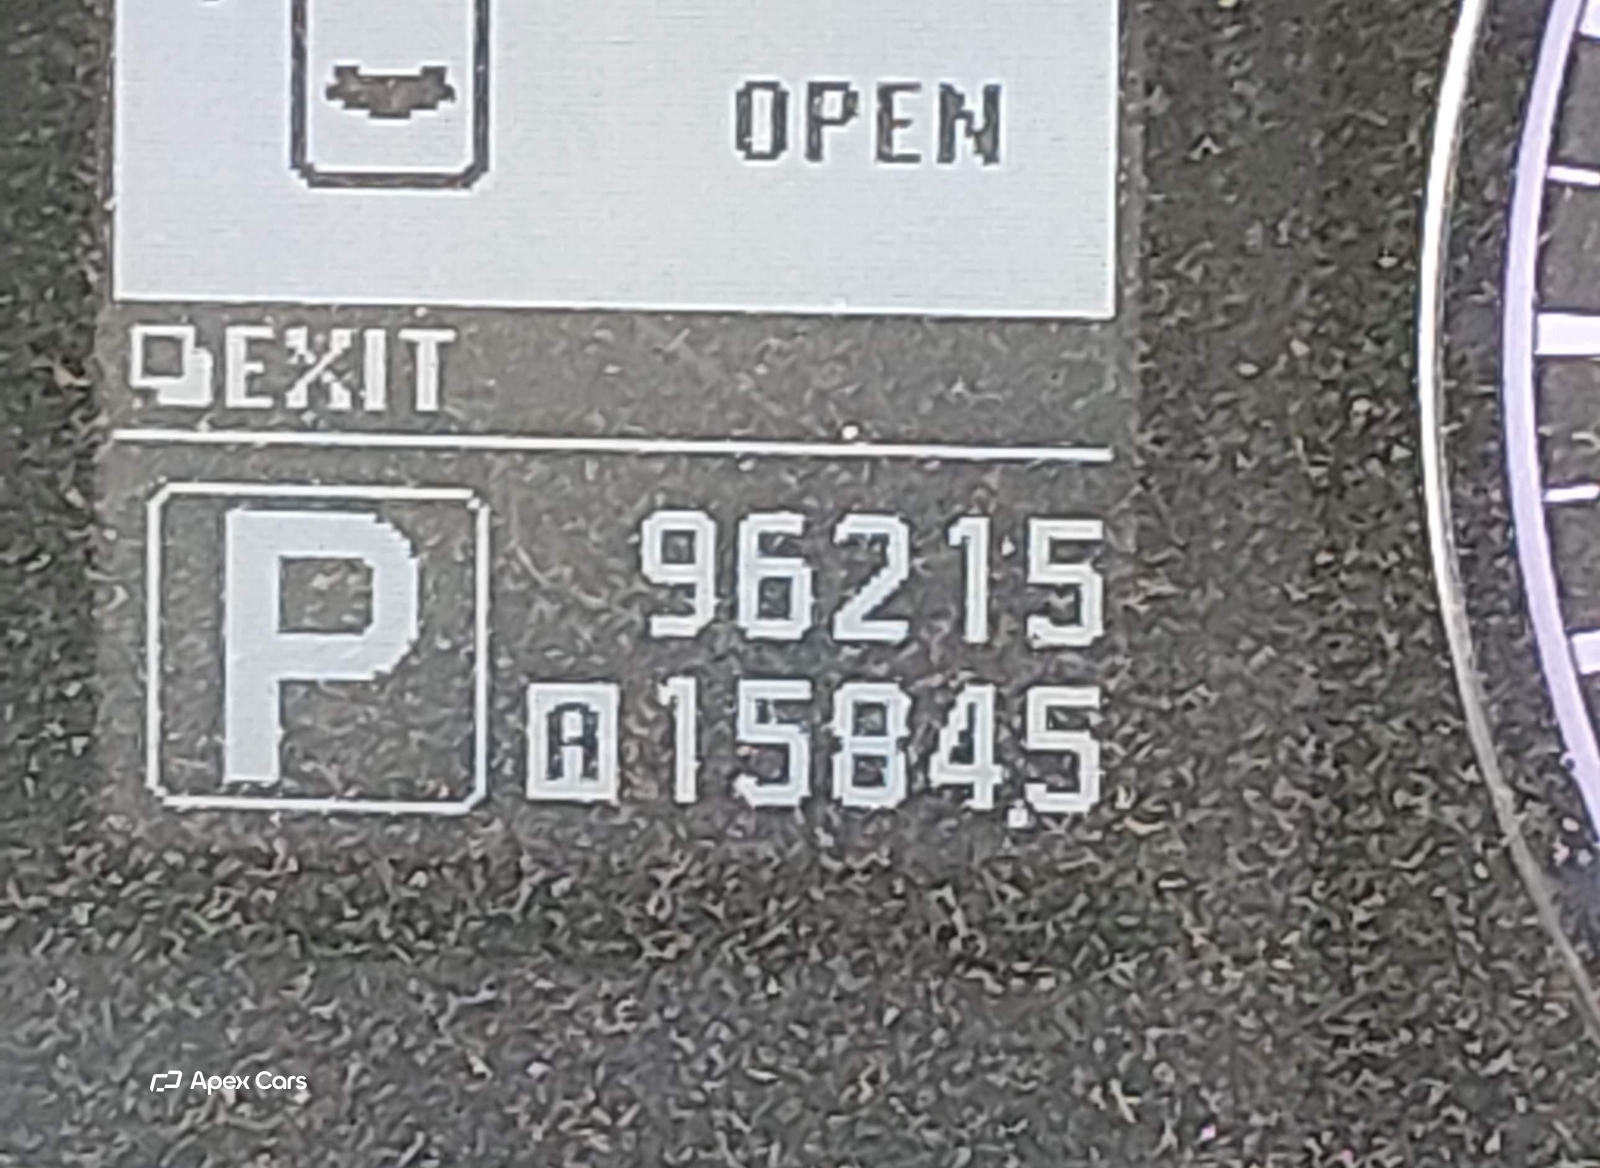 OPEN
EXIT
P
96215
A 1584.5
Apex Cars